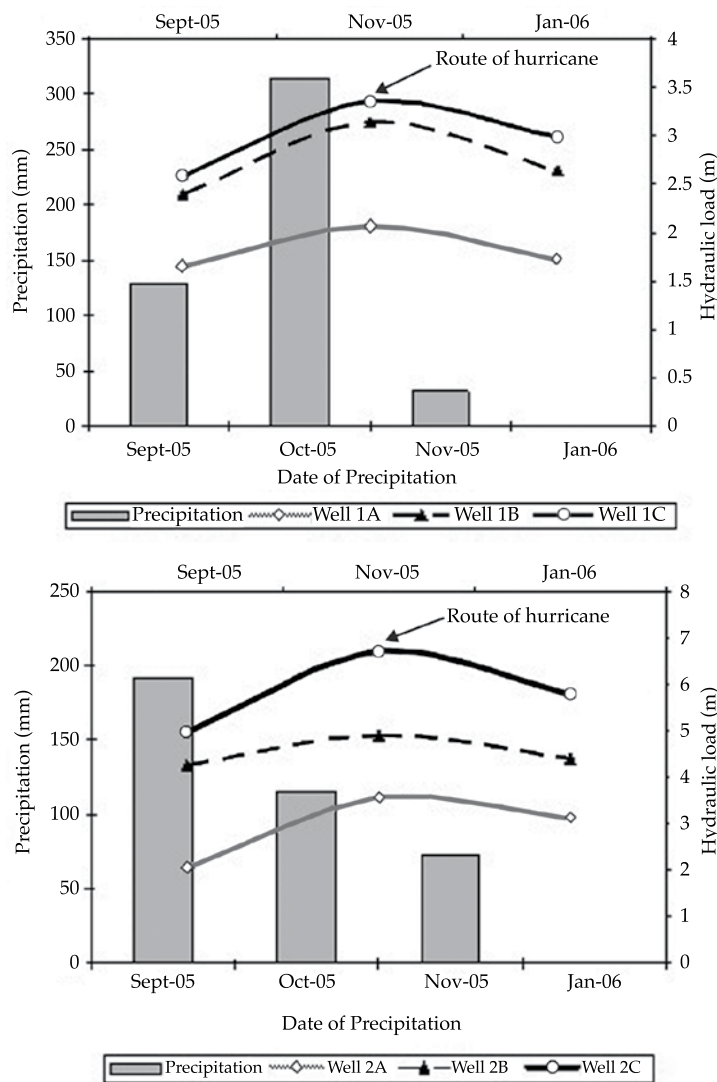 Sept-05 Nov-05 Jan-06
350 4
300 3.5
250 3
200 2.5
150 2
100 1.5
50 1
0 0.5
0
Precipitation (mm)
Hydraulic load (m)
Route of hurricane
Sept-05 Oct-05 Nov-05 Jan-06
Date of Precipitation
Precipitation Well 1A Well 1B Well 1C
Sept-05 Nov-05 Jan-06
250 8
200 7
150 6
100 5
50 4
0 3
2
1
0
Precipitation (mm)
Hydraulic load (m)
Route of hurricane
Sept-05 Oct-05 Nov-05 Jan-06
Date of Precipitation
Precipitation Well 2A Well 2B Well 2C